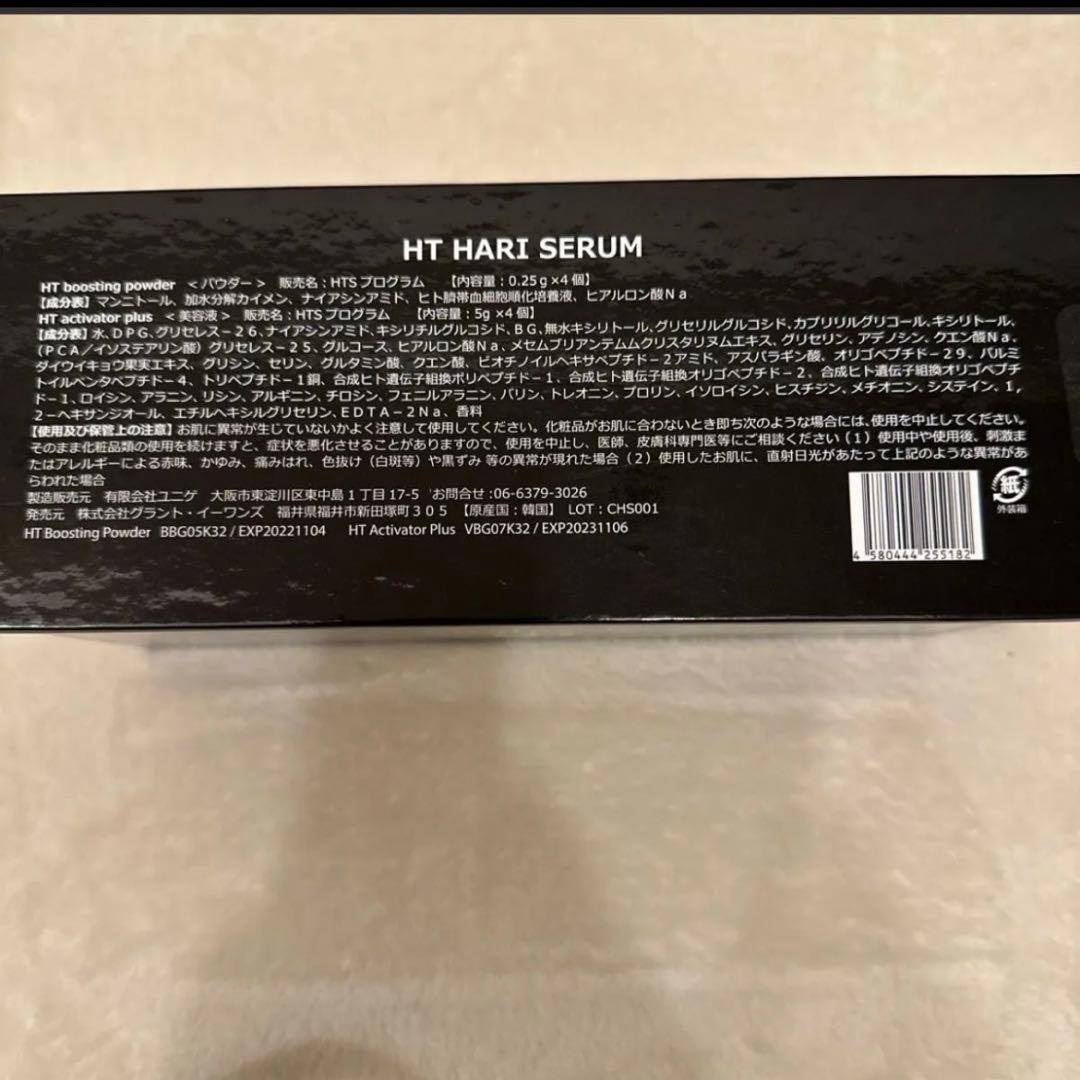 HT HARI SERUM
HT boosting powder ＜パウダー＞ 販売名：HTSプログラム 【内容量：0.25g×4個】
【成分表】マンニトール、加水分解カイメン、ナイアシンアミド、ヒト臍帯血細胞順化培養液、ヒアルロン酸Ｎａ
HT activator plus ＜美容液＞ 販売名：HTSプログラム 【内容量：5g×4個】
【成分表】水、ＤＰＧ、グリセレス－２６、ナイアシンアミド、キシリチルグルコシド、ＢＧ、無水キシリトール、グリセリルグルコシド、カプリリルグリコール、キシリトール、
（ＰＣＡ／イソステアリン酸）グリセレス－２５、グルコース、ヒアルロン酸Ｎａ、メセムブリアンテムムクリスタリヌムエキス、グリセリン、アデノシン、クエン酸Ｎａ、
ダイウイキョウ果実エキス、グリシン、セリン、グルタミン酸、クエン酸、ビオチノイルヘキサペプチド－２アミド、アスパラギン酸、オリゴペプチド－２９、パルミ
トイルペンタペプチド－４、トリペプチド－１銅、合成ヒト遺伝子組換ポリペプチド－１、合成ヒト遺伝子組換オリゴペプチド－２、合成ヒト遺伝子組換オリゴペプチ
ド－１、ロイシン、アラニン、リシン、アルギニン、チロシン、フェニルアラニン、バリン、トレオニン、プロリン、イソロイシン、ヒスチジン、メチオニン、システイン、１，
２－ヘキサンジオール、エチルヘキシルグリセリン、ＥＤＴＡ－２Ｎａ、香料
【使用及び保管上の注意】お肌に異常が生じていないかよく注意して使用してください。化粧品がお肌に合わないとき即ち次のような場合には、使用を中止してください。
そのまま化粧品類の使用を続けますと、症状を悪化させることがありますので、使用を中止し、医師、皮膚科専門医等にご相談ください（１）使用中や使用後、刺激ま
たはアレルギーによる赤味、かゆみ、痛みはれ、色抜け（白斑等）や黒ずみ 等の異常が現れた場合（２）使用したお肌に、直射日光があたって上記のような異常があ
らわれた場合
製造販売元 有限会社ユニゲ 大阪市東淀川区東中島１丁目17-5 お問合せ：06-6379-3026
発売元 株式会社グラント・イーワンズ 福井県福井市新田塚町３０５ 【原産国：韓国】 LOT：CHS001
HT Boosting Powder BBG05K32 / EXP20221104 HT Activator Plus VBG07K32 / EXP20231106
紙
外装箱
4 580444 255182